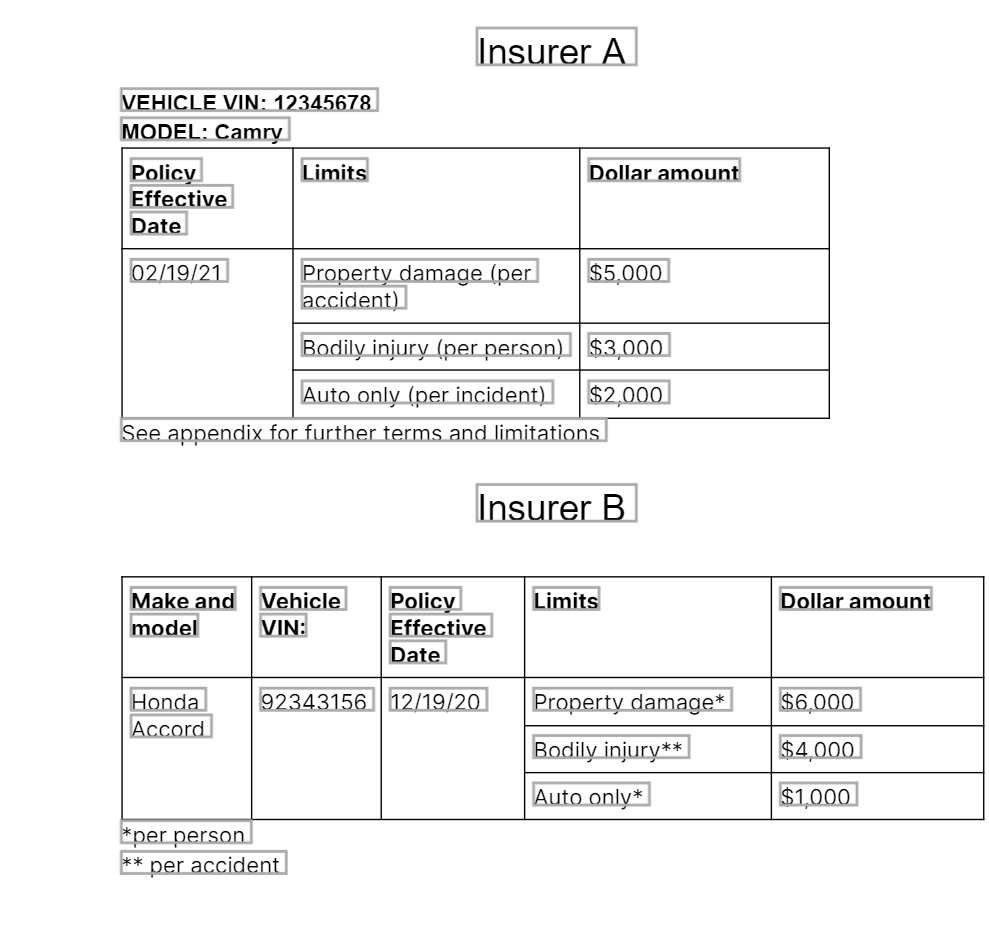 Insurer A
VEHICLE VIN: 12345678
MODEL: Camry
Policy Effective Date Limits Dollar amount
02/19/21 Property damage (per accident) $5,000
Bodily injury (per person) $3,000
Auto only (per incident) $2,000
See appendix for further terms and limitations
Insurer B
Make and model Vehicle VIN: Policy Effective Date Limits Dollar amount
Honda Accord 92343156 12/19/20 Property damage* $6,000
Bodily injury** $4,000
Auto only* $1,000
*per person
** per accident